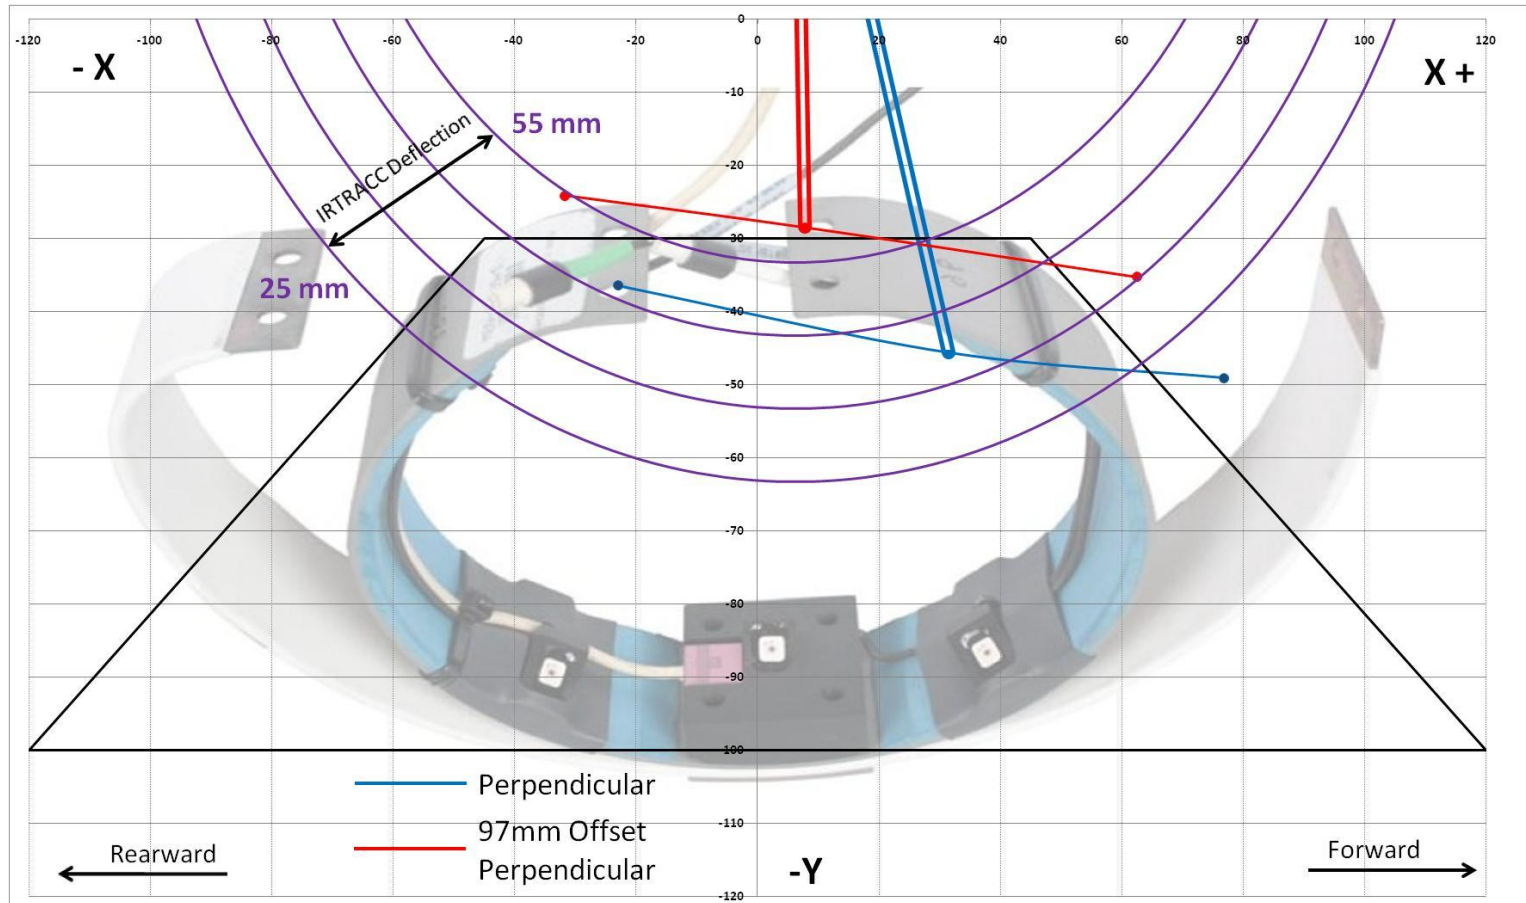 0
-120 -100 -80 -60 -40 -20 0 20 40 60 80 100 120
- X
X +
-10
55 mm
IRTRACC Deflection
-20
-30
25 mm
-40
-50
-60
-70
-80
-90
-100
Perpendicular
97mm Offset
Perpendicular
-110
Rearward
-Y
Forward
-120